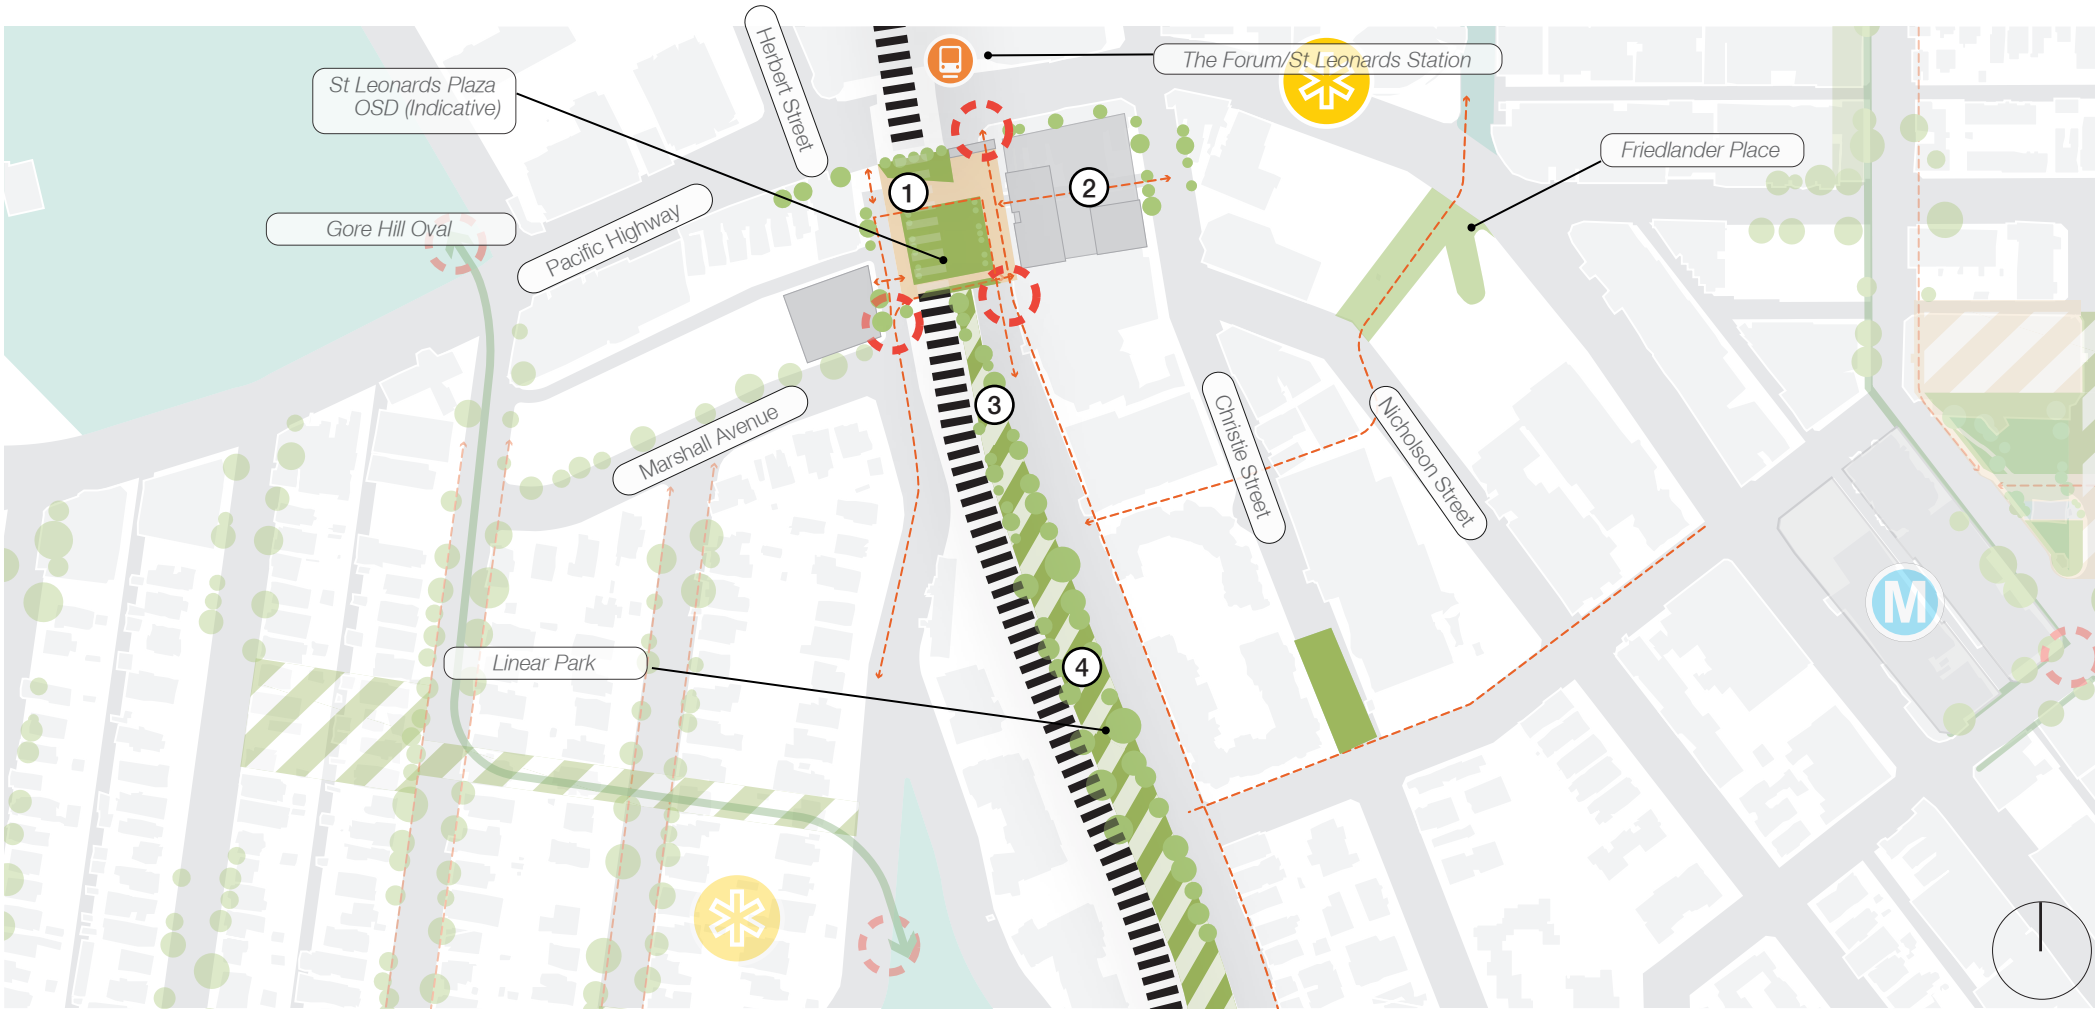 Herbert Street
The Forum/St Leonards Station
St Leonards Plaza
OSD (Indicative)
Friedlander Place
1
2
Gore Hill Oval
Pacific Highway
3
Marshall Avenue
Christie Street
Nicholson Street
M
Linear Park
4